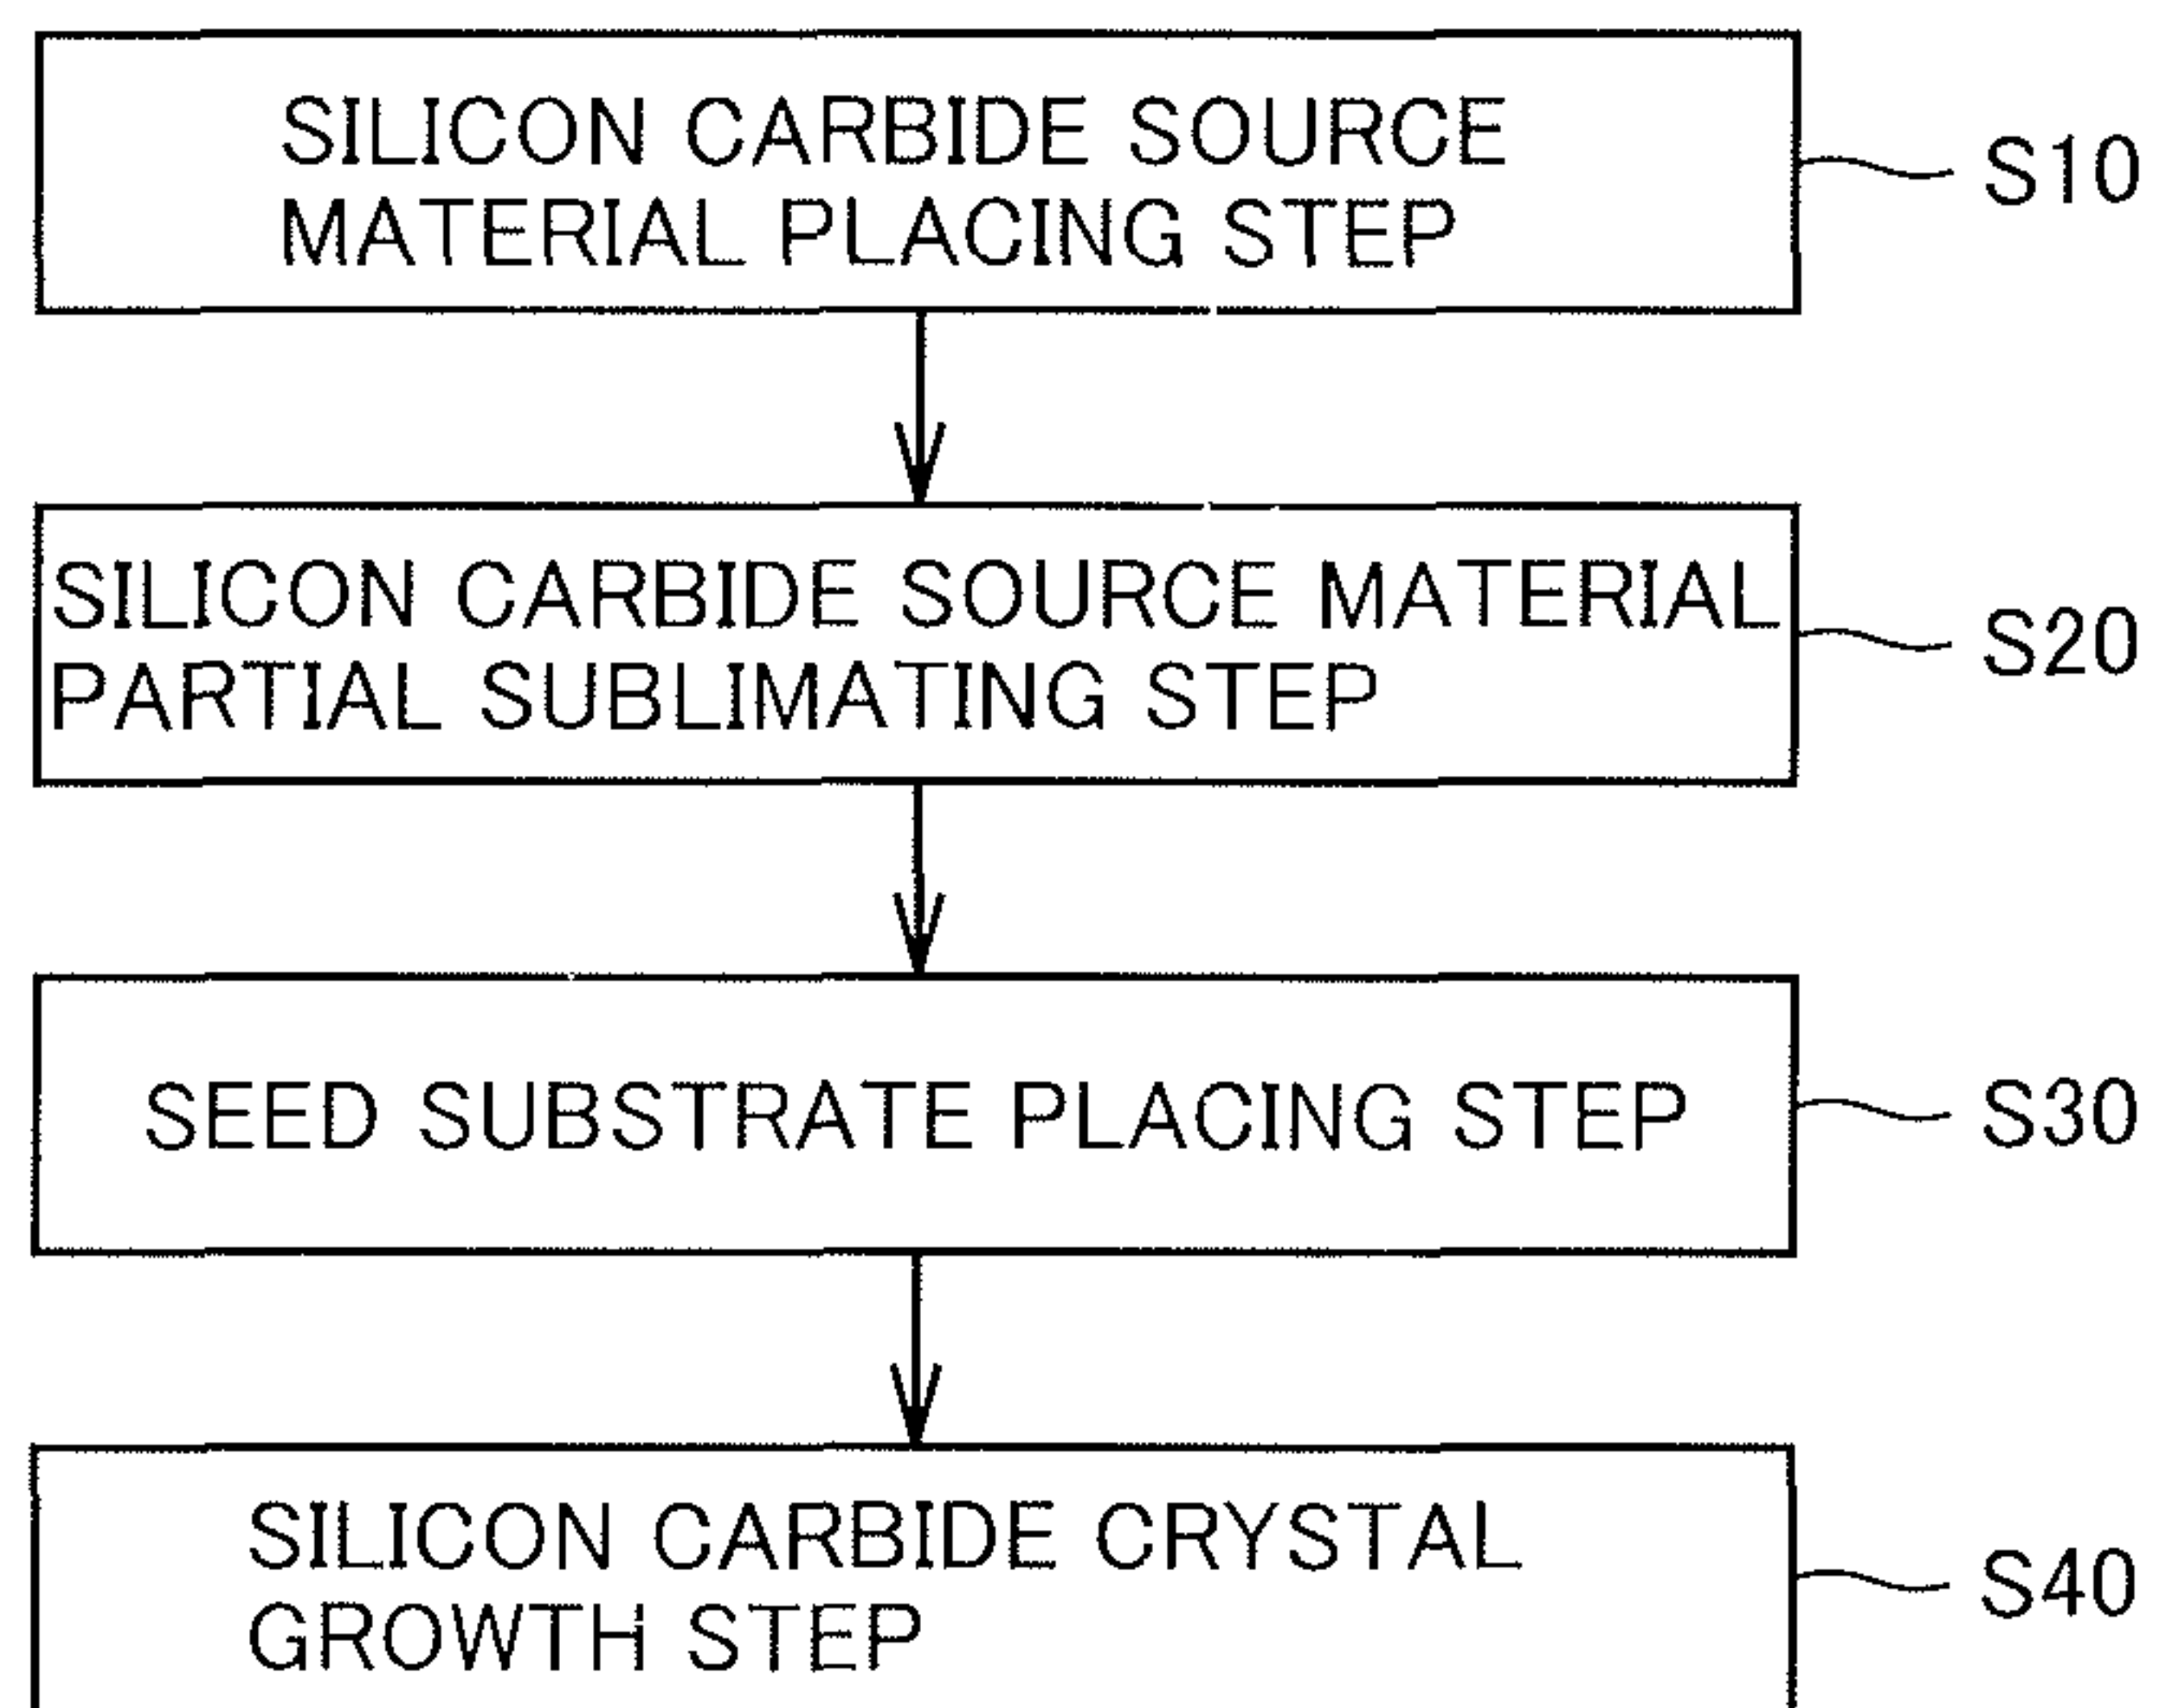 SILICON CARBIDE SOURCE
MATERIAL PLACING STEP
S10
SILICON CARBIDE SOURCE MATERIAL
PARTIAL SUBLIMATING STEP
S20
SEED SUBSTRATE PLACING STEP
S30
SILICON CARBIDE CRYSTAL
GROWTH STEP
S40